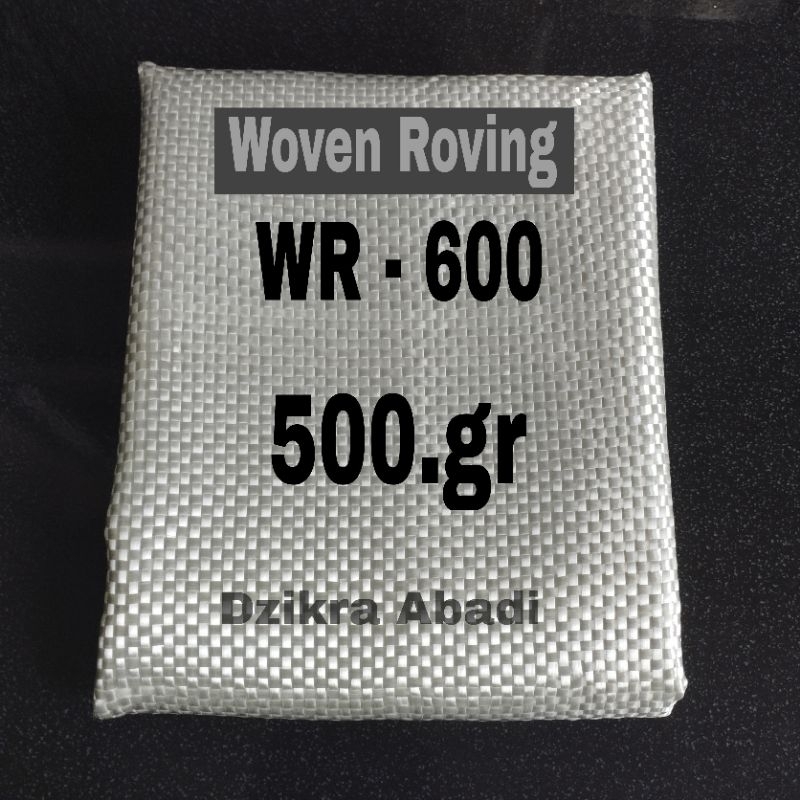 Woven Roving
WR - 600
500.gr
Dzikra Abadi